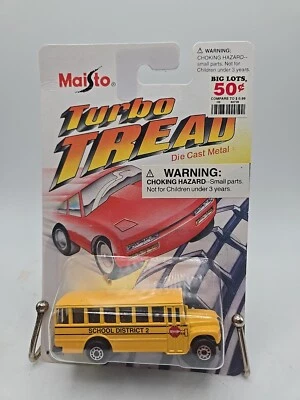 Maisto
Turbo
TREAD
Die Cast Metal
⚠ WARNING:
CHOKING HAZARD—
small parts. Not for
Children under 3 years.
BIG LOTS,
50¢
⚠ WARNING:
CHOKING HAZARD—Small parts.
Not for Children under 3 years.
SCHOOL DISTRICT 2